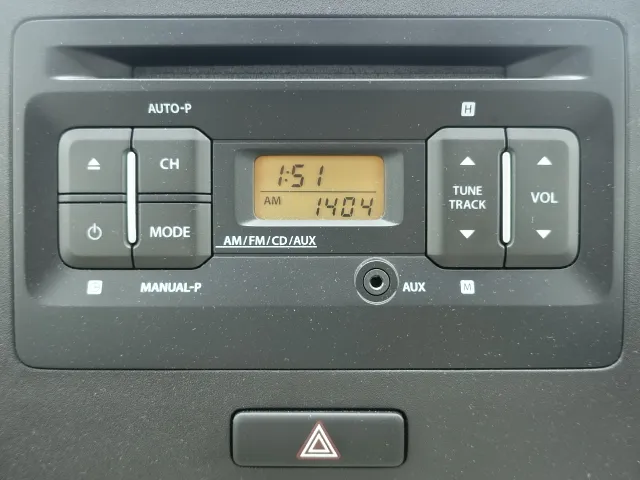 AUTO-P
H
CH
1:51
TUNE
TRACK
VOL
AM 1404
MODE
AM/FM/CD/AUX
MANUAL-P
AUX
M